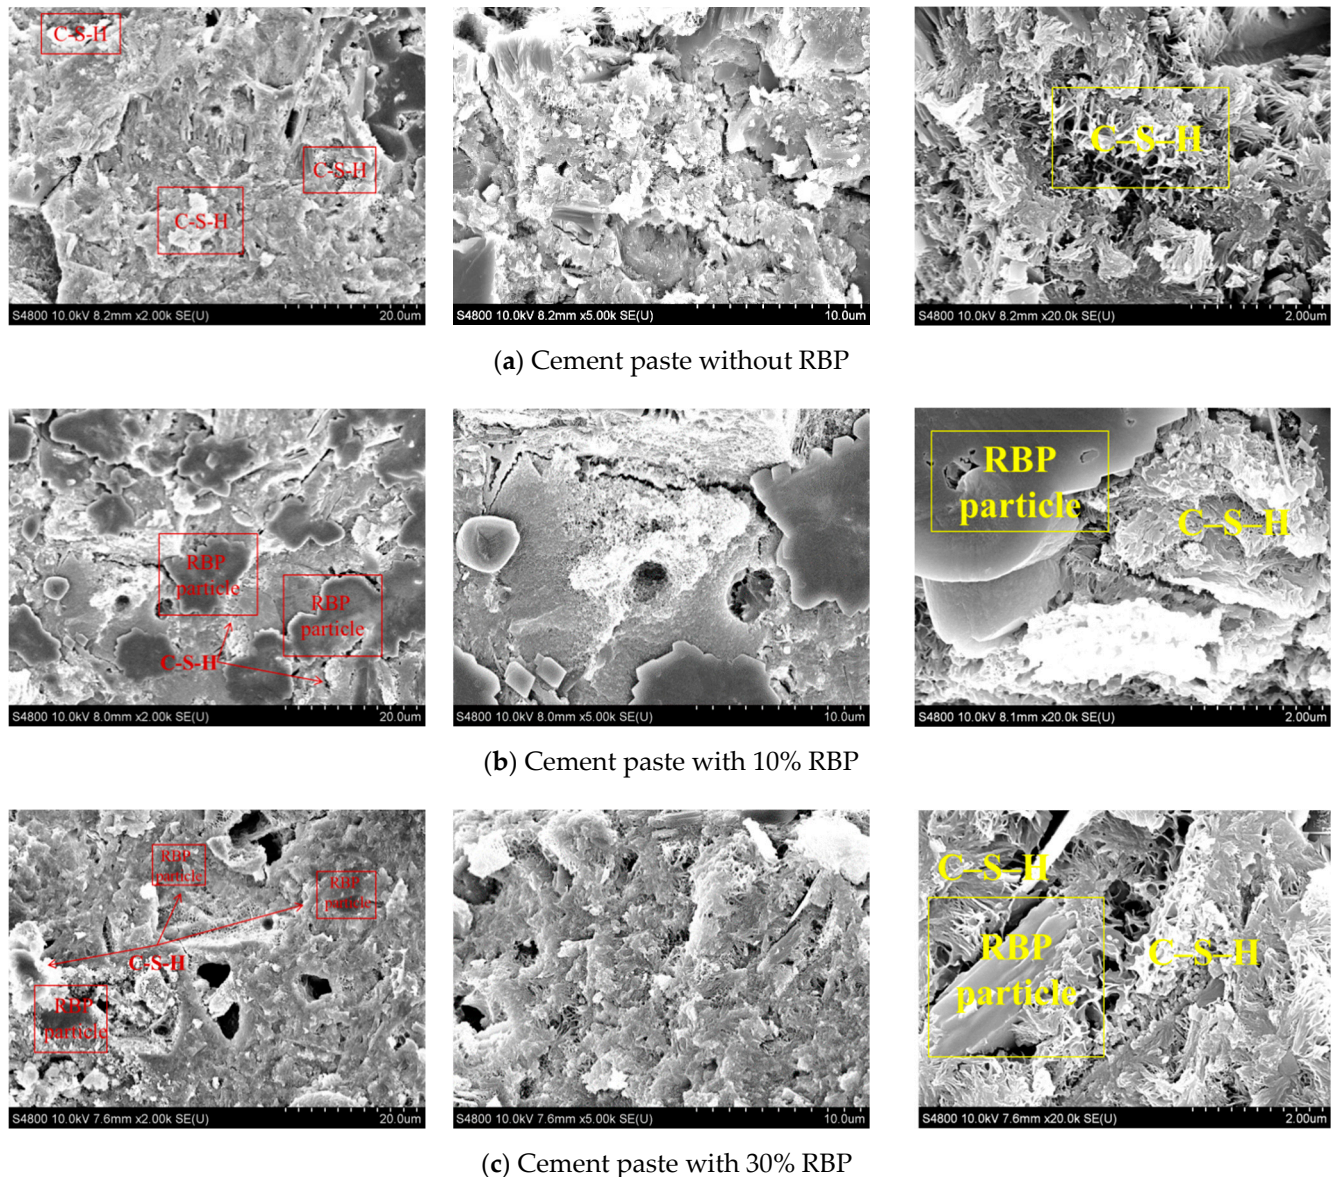 C-S-H
C-S-H
C-S-H
C–S–H
S4800 10.0kV 8.2mm x2.00k SE(U) 20.0um
S4800 10.0kV 8.2mm x5.00k SE(U) 10.0um
S4800 10.0kV 8.2mm x20.0k SE(U) 2.00um
(a) Cement paste without RBP
RBP
particle
RBP
particle
C-S-H
RBP
particle
C–S–H
S4800 10.0kV 8.0mm x2.00k SE(U) 20.0um
S4800 10.0kV 8.0mm x5.00k SE(U) 10.0um
S4800 10.0kV 8.1mm x20.0k SE(U) 2.00um
(b) Cement paste with 10% RBP
RBP
particle
RBP
particle
C-S-H
RBP
particle
C–S–H
RBP
particle
C–S–H
S4800 10.0kV 7.6mm x2.00k SE(U) 20.0um
S4800 10.0kV 7.6mm x5.00k SE(U) 10.0um
S4800 10.0kV 7.6mm x20.0k SE(U) 2.00um
(c) Cement paste with 30% RBP